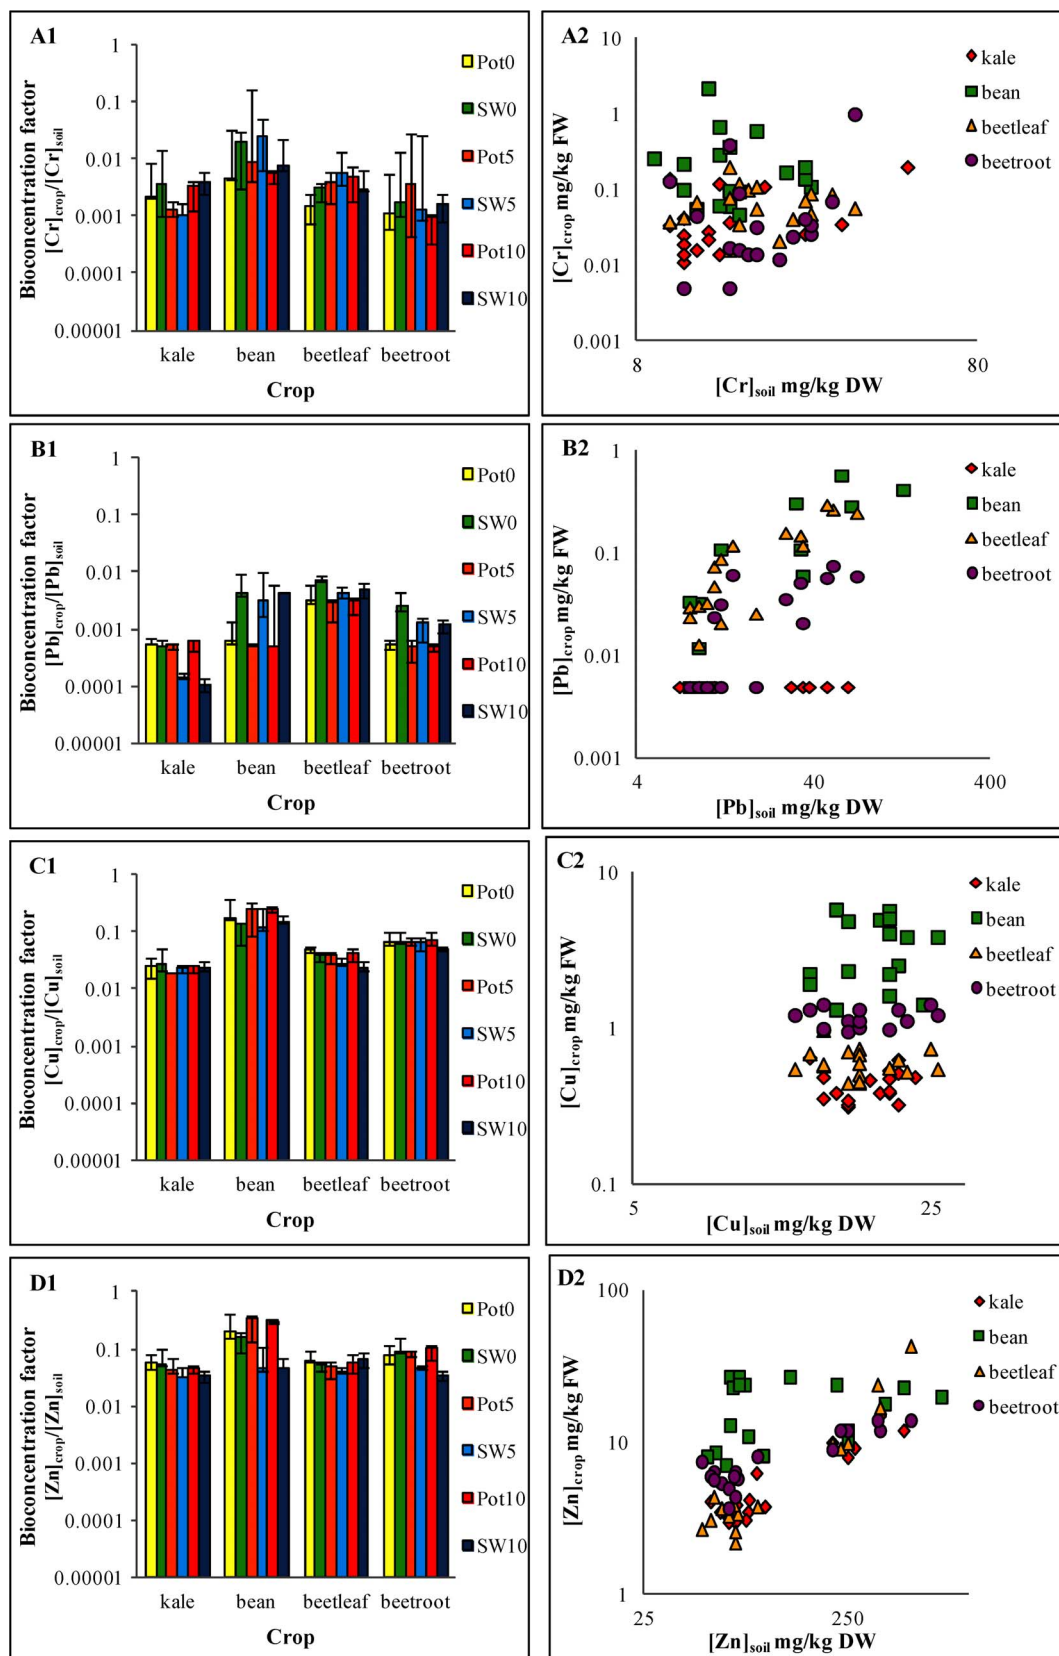 A1
1
0.1
0.01
0.001
0.0001
0.00001
Bioconcentration factor
[Cr]crop/[Cr]soil
kale bean beetleaf beetroot
Crop
Pot0
SW0
Pot5
SW5
Pot10
SW10
A2
10
1
0.1
0.01
0.001
[Cr]crop mg/kg FW
8 80
[Cr]soil mg/kg DW
kale
bean
beetleaf
beetroot
B1
1
0.1
0.01
0.001
0.0001
0.00001
Bioconcentration factor
[Pb]crop/[Pb]soil
kale bean beetleaf beetroot
Crop
Pot0
SW0
Pot5
SW5
Pot10
SW10
B2
1
0.1
0.01
0.001
[Pb]crop mg/kg FW
4 40 400
[Pb]soil mg/kg DW
kale
bean
beetleaf
beetroot
C1
1
0.1
0.01
0.001
0.0001
0.00001
Bioconcentration factor
[Cu]crop/[Cu]soil
kale bean beetleaf beetroot
Crop
Pot0
SW0
Pot5
SW5
Pot10
SW10
C2
10
1
0.1
[Cu]crop mg/kg FW
5 25
[Cu]soil mg/kg DW
kale
bean
beetleaf
beetroot
D1
1
0.1
0.01
0.001
0.0001
0.00001
Bioconcentration factor
[Zn]crop/[Zn]soil
kale bean beetleaf beetroot
Crop
Pot0
SW0
Pot5
SW5
Pot10
SW10
D2
100
10
1
[Zn]crop mg/kg FW
25 250
[Zn]soil mg/kg DW
kale
bean
beetleaf
beetroot